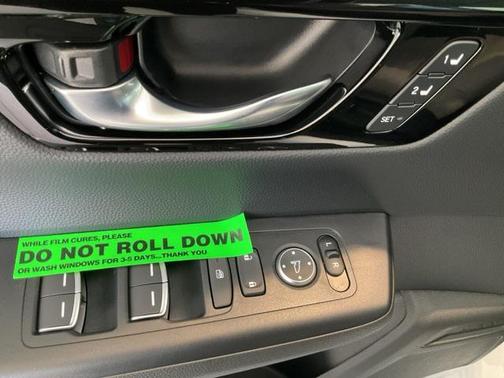 1
2
SET
WHILE FILM CURES, PLEASE
DO NOT ROLL DOWN
OR WASH WINDOWS FOR 3-5 DAYS...THANK YOU
L
R